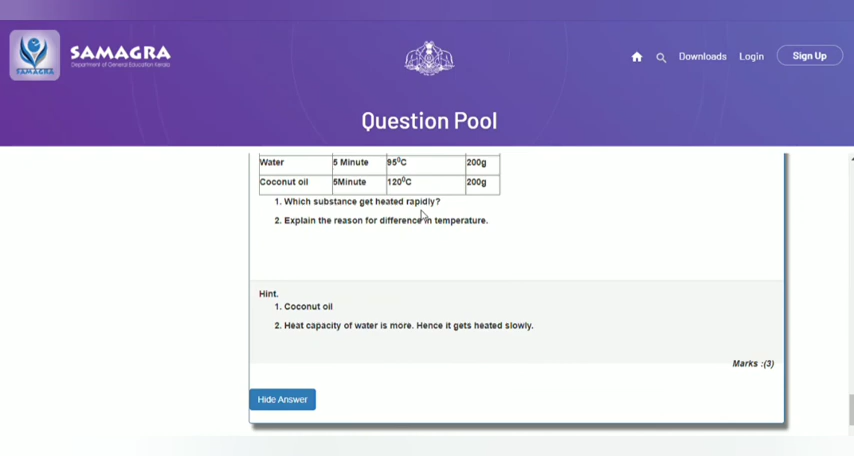 SAMAGRA
Department of General Education Kerala
SAMAGRA
Downloads Login Sign Up
Question Pool
Water 5 Minute 95⁰C 200g
Coconut oil 5Minute 120⁰C 200g
1. Which substance get heated rapidly?
2. Explain the reason for difference in temperature.
Hint.
1. Coconut oil
2. Heat capacity of water is more. Hence it gets heated slowly.
Marks :(3)
Hide Answer